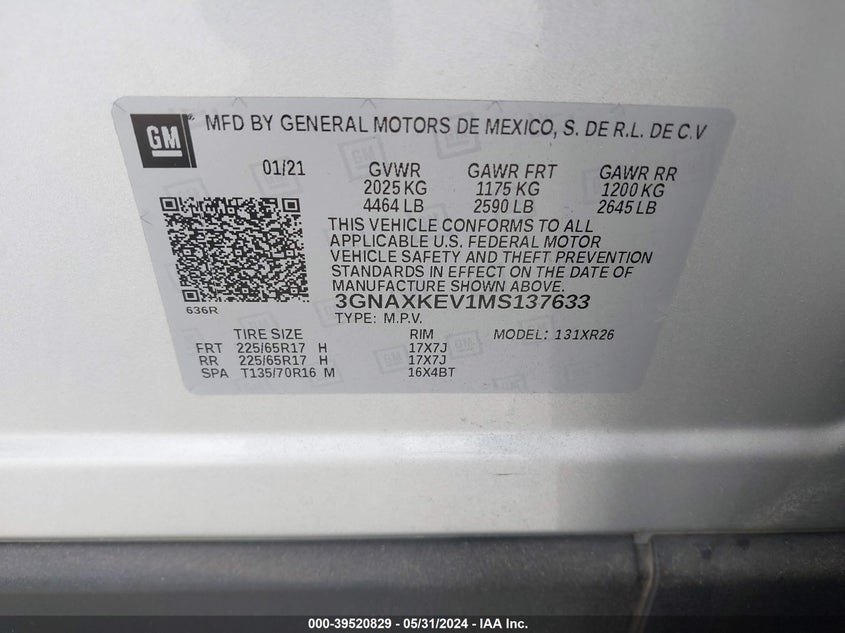 GM ® MFD BY GENERAL MOTORS DE MEXICO, S. DE R.L. DE C.V
01/21 GVWR GAWR FRT GAWR RR
2025 KG 1175 KG 1200 KG
4464 LB 2590 LB 2645 LB
THIS VEHICLE CONFORMS TO ALL
APPLICABLE U.S. FEDERAL MOTOR
VEHICLE SAFETY AND THEFT PREVENTION
STANDARDS IN EFFECT ON THE DATE OF
MANUFACTURE SHOWN ABOVE.
3GNAXKEV1MS137633
636R
TYPE: M.P.V.
TIRE SIZE RIM MODEL: 131XR26
FRT 225/65R17 H 17X7J
RR 225/65R17 H 17X7J
SPA T135/70R16 M 16X4BT
000-39520829 / 05/31/2024 - IAA Inc.